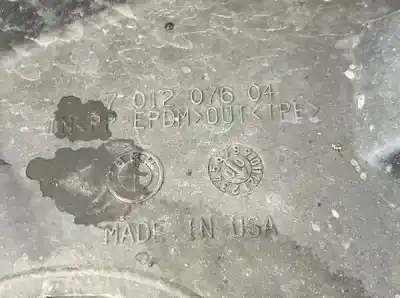 7 012 076 04
IN<PP-EPDM>OUT<TPE>
MADE IN USA